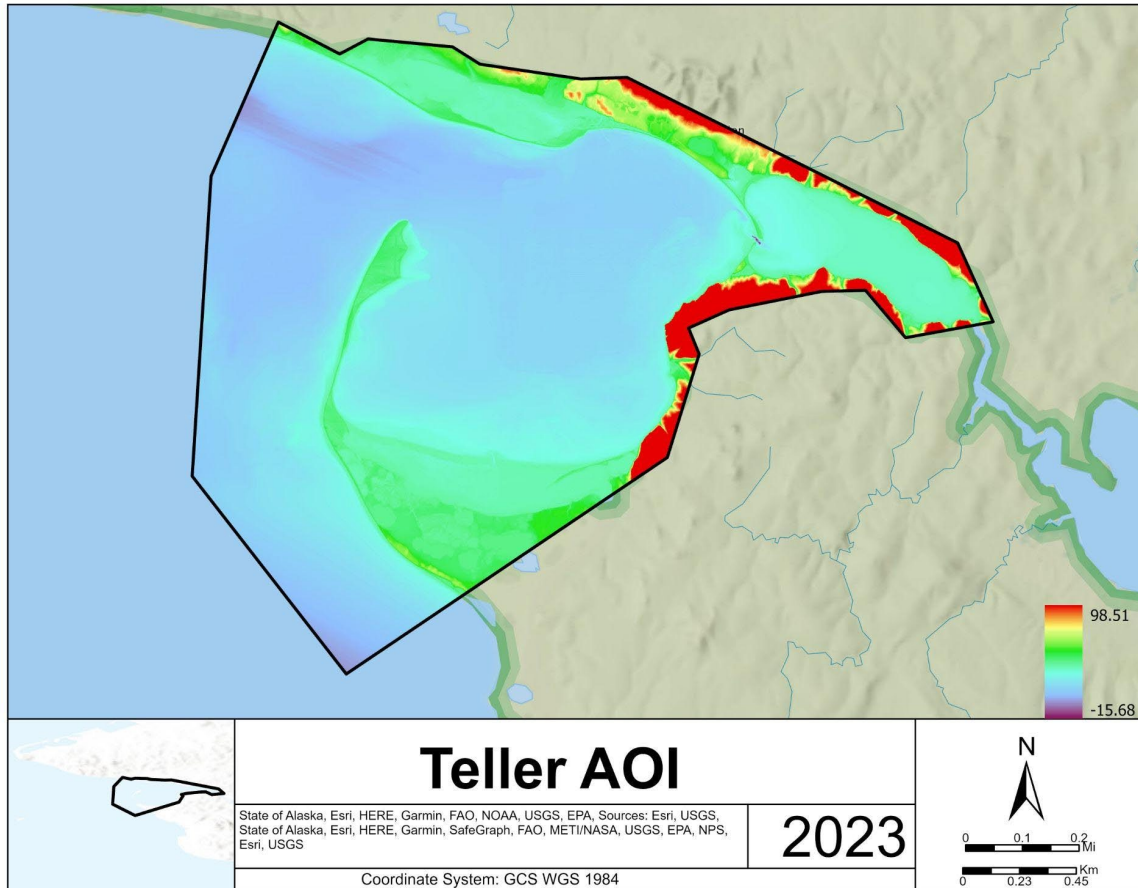 98.51
-15.68
Teller AOI
State of Alaska, Esri, HERE, Garmin, FAO, NOAA, USGS, EPA, Sources: Esri, USGS,
State of Alaska, Esri, HERE, Garmin, SafeGraph, FAO, METI/NASA, USGS, EPA, NPS,
Esri, USGS
2023
Coordinate System: GCS WGS 1984
N
0 0.1 0.2
Mi
Km
0 0.23 0.45